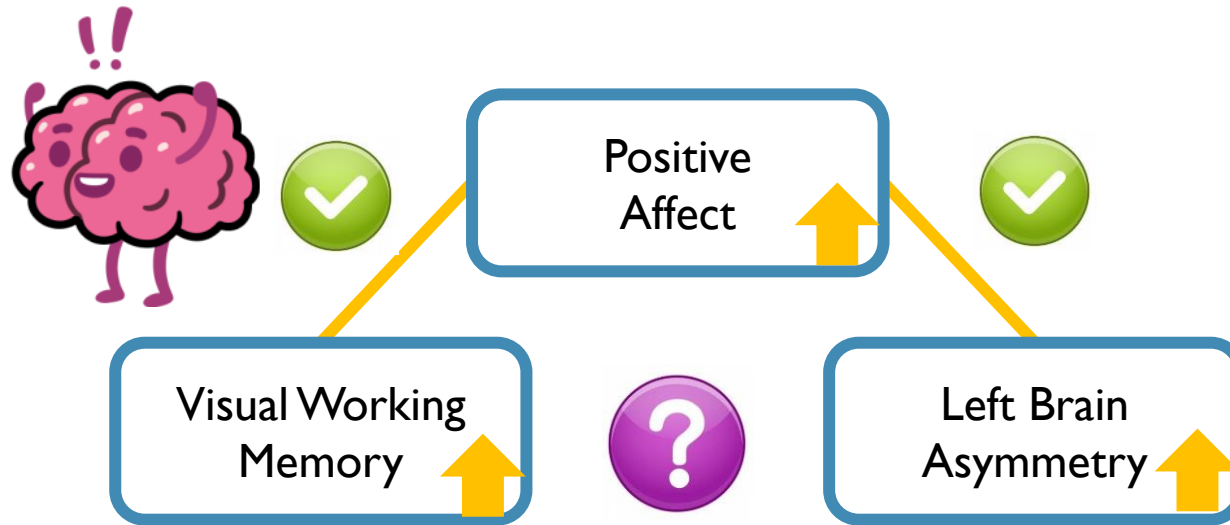 !!
Positive
Affect
Visual Working
Memory
?
Left Brain
Asymmetry